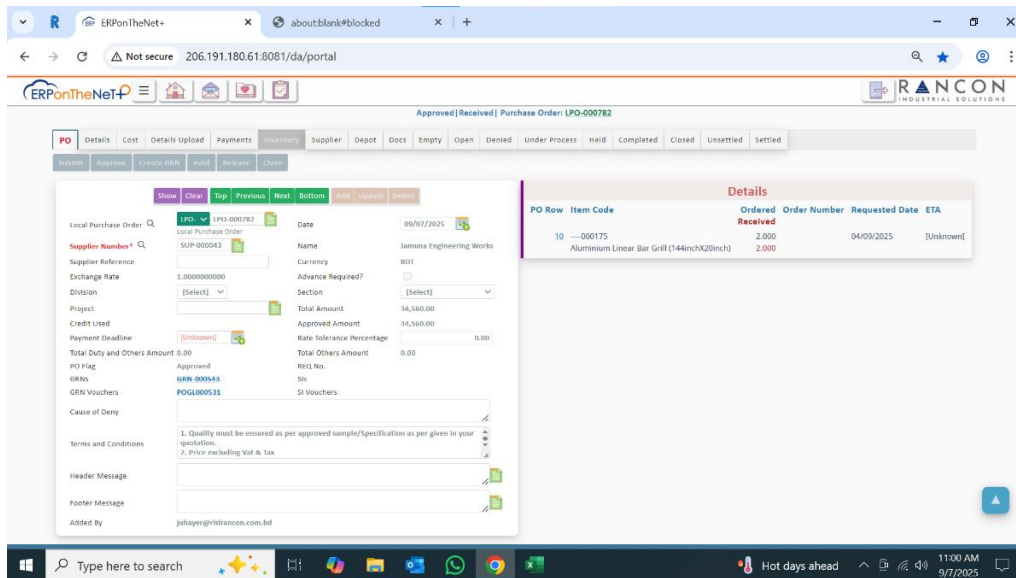 ERPonTheNet+
about:blank#blocked
Not secure 206.191.180.61:8081/da/portal
ERPonTheNeT+
RANCON
INDUSTRIAL SOLUTIONS
Approved|Received| Purchase Order: LPO-000782
PO Details Cost Details Upload Payments Inventory Supplier Depot Docs Empty Open Denied Under Process Held Completed Closed Unsettled Settled
Submit Approve Create GRN Hold Release Close
Show Clear Top Previous Next Bottom Add Update Delete
Local Purchase Order LPO- LPO-000782 Date 09/07/2025
Local Purchase Order
Supplier Number* SUP-000043 Name Jamuna Engineering Works
Supplier Reference Currency BDT
Exchange Rate 1.0000000000 Advance Required?
Division [Select] Section [Select]
Project Total Amount 34,560.00
Credit Used Approved Amount 34,560.00
Payment Deadline [Unknown] Rate Tolerance Percentage 0.00
Total Duty and Others Amount 0.00 Total Others Amount 0.00
PO Flag Approved REQ No.
GRNs GRN-000543 SIs
GRN Vouchers POGL000531 SI Vouchers
Cause of Deny
Terms and Conditions
1. Quality must be ensured as per approved sample/Specification as per given in your
quotation.
2. Price excluding Vat & Tax
Header Message
Footer Message
Added By juhayer@risirancon.com.bd
Details
PO Row Item Code Ordered Order Number Requested Date ETA
Received
10 ----000175 2.000 04/09/2025 [Unknown]
Aluminium Linear Bar Grill (144inchX20inch) 2.000
Type here to search
Hot days ahead
11:00 AM
9/7/2025